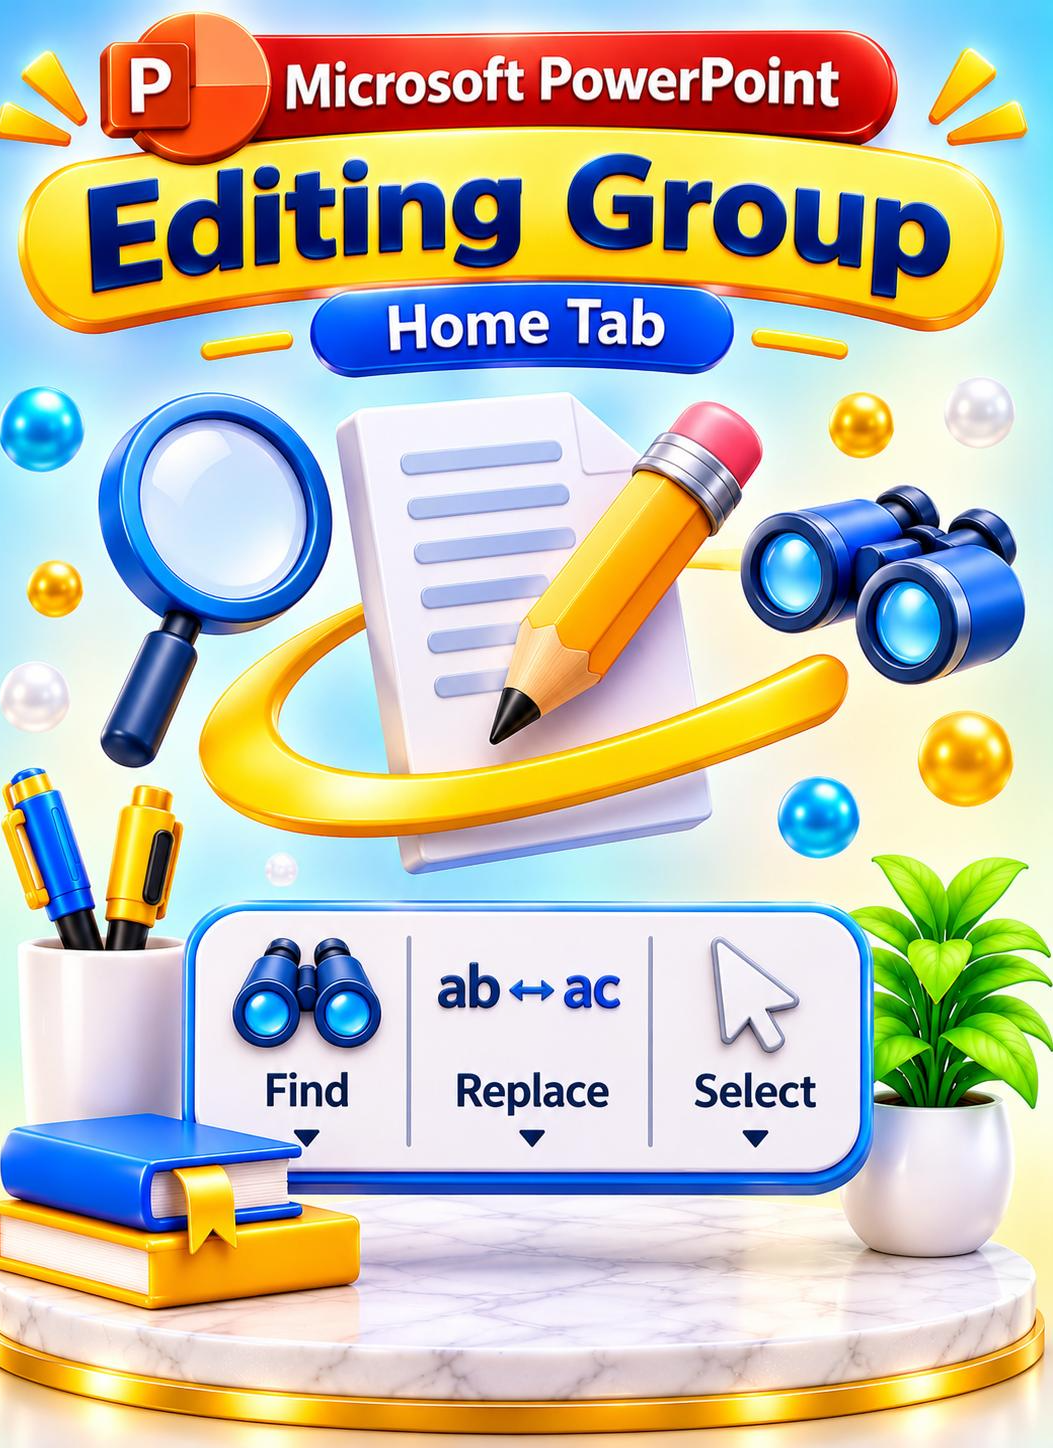 P
Microsoft PowerPoint
Editing Group
Home Tab
ab ↔ ac
Find
Replace
Select